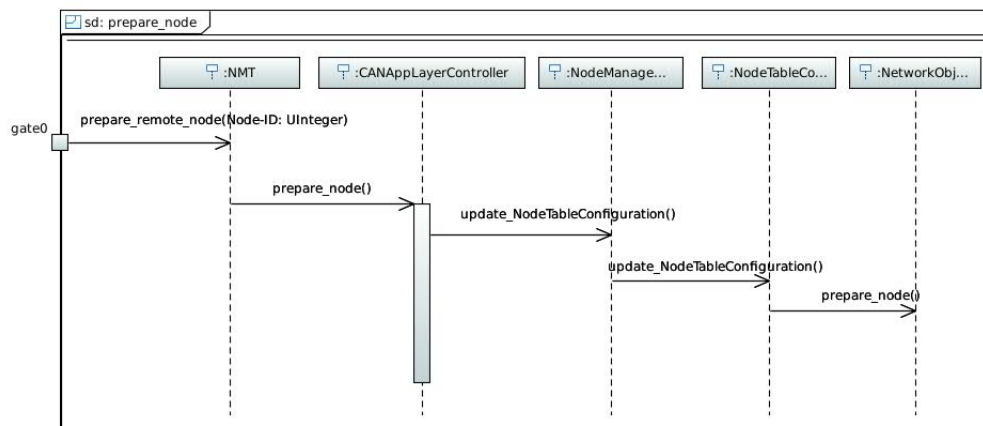 sd: prepare_node
:NMT
:CANAppLayerController
:NodeManage...
:NodeTableCo...
:NetworkObj...
gate0
prepare_remote_node(Node-ID: UInteger)
prepare_node()
update_NodeTableConfiguration()
update_NodeTableConfiguration()
prepare_node()